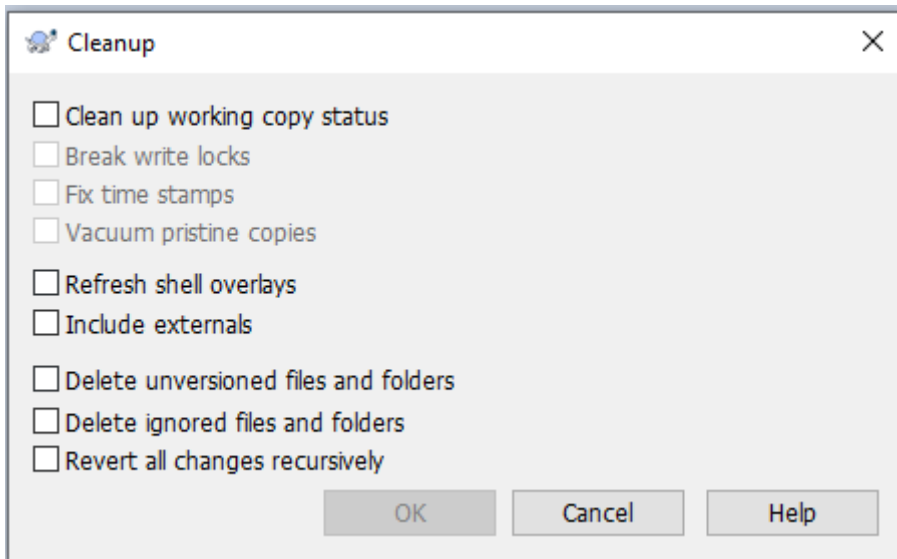 Cleanup
Clean up working copy status
Break write locks
Fix time stamps
Vacuum pristine copies
Refresh shell overlays
Include externals
Delete unversioned files and folders
Delete ignored files and folders
Revert all changes recursively
OK Cancel Help